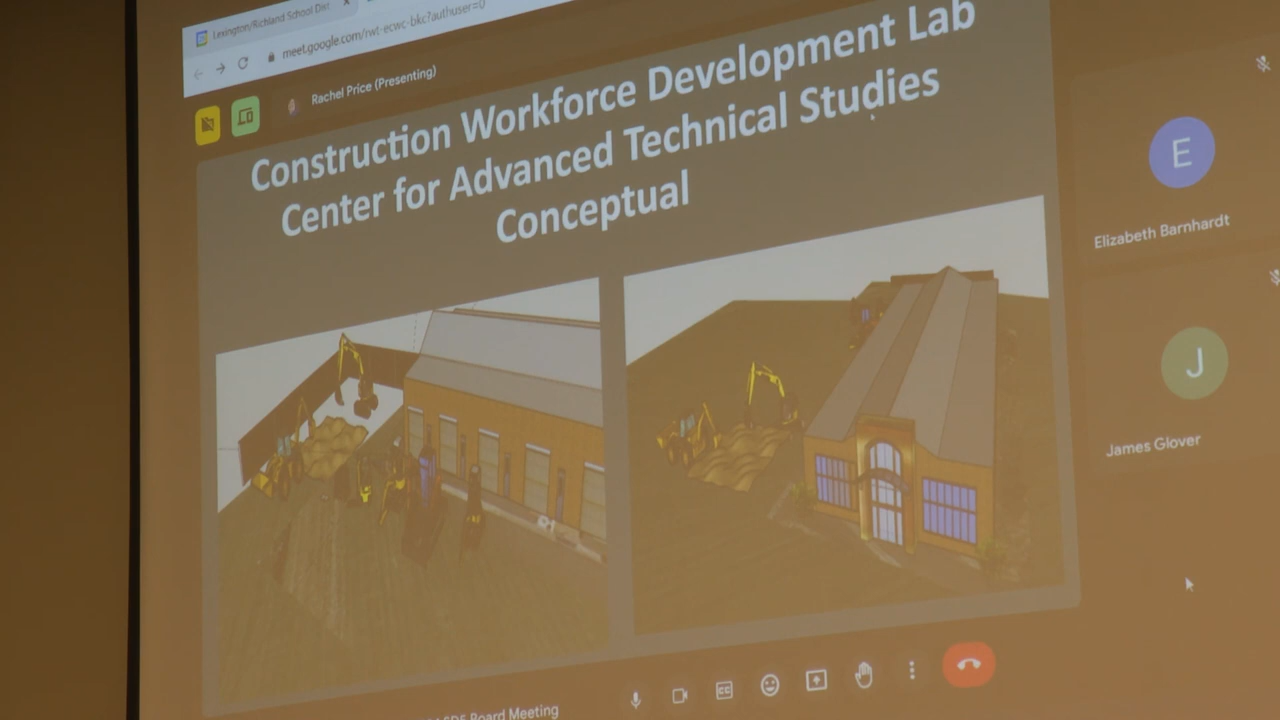 Lexington/Richland School Dist
meet.google.com/rwt-ecwc-bkc?authuser=0
Rachel Price (Presenting)
Construction Workforce Development Lab
Center for Advanced Technical Studies
Conceptual
E
Elizabeth Barnhardt
J
James Glover
CC
Board Meeting